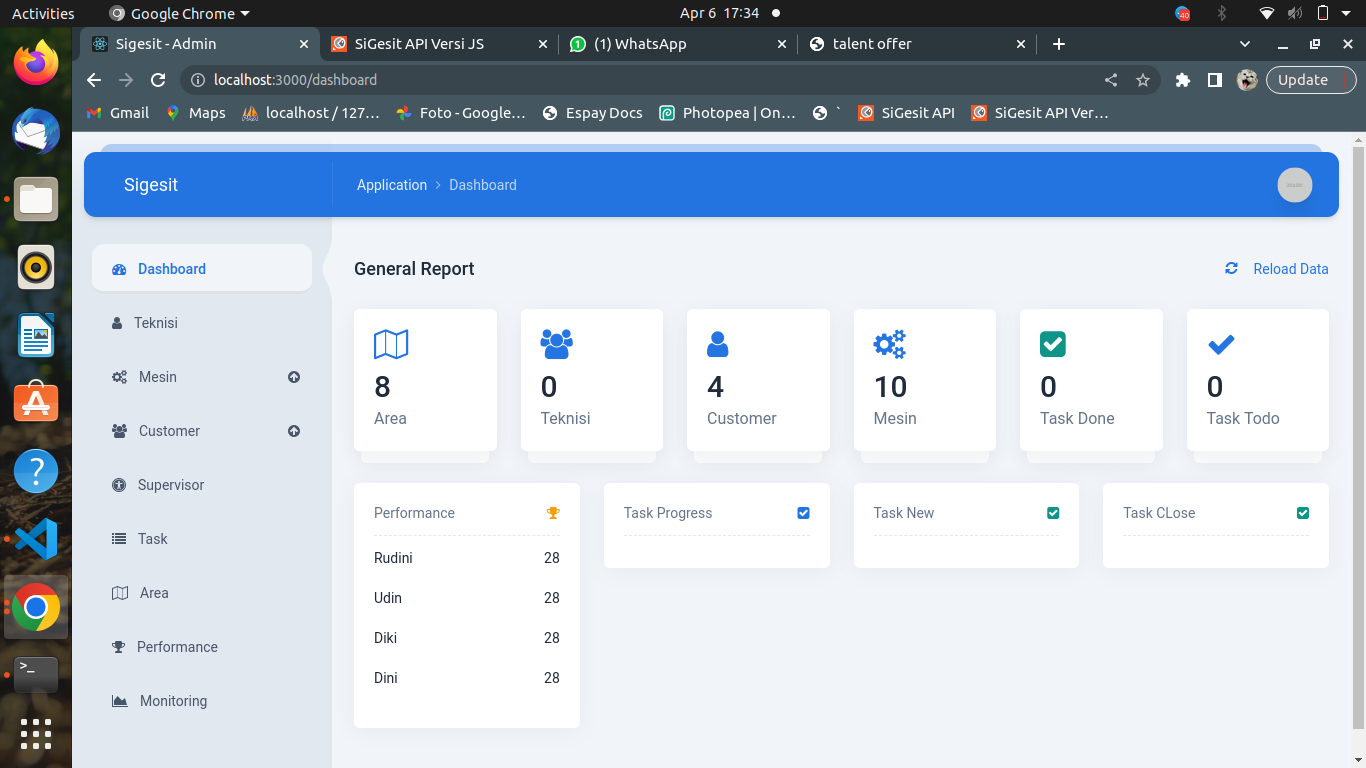 Activities
Google Chrome
Apr 6 17:34
40
Sigesit - Admin
SiGesit API Versi JS
(1) WhatsApp
talent offer
localhost:3000/dashboard
Update
Gmail
Maps
localhost / 127...
Foto - Google...
Espay Docs
Photopea | On...
`
SiGesit API
SiGesit API Ver...
Sigesit
Application > Dashboard
Dashboard
Teknisi
Mesin
Customer
Supervisor
Task
Area
Performance
Monitoring
General Report
Reload Data
8
Area
0
Teknisi
4
Customer
10
Mesin
0
Task Done
0
Task Todo
Performance
Rudini 28
Udin 28
Diki 28
Dini 28
Task Progress
Task New
Task CLose